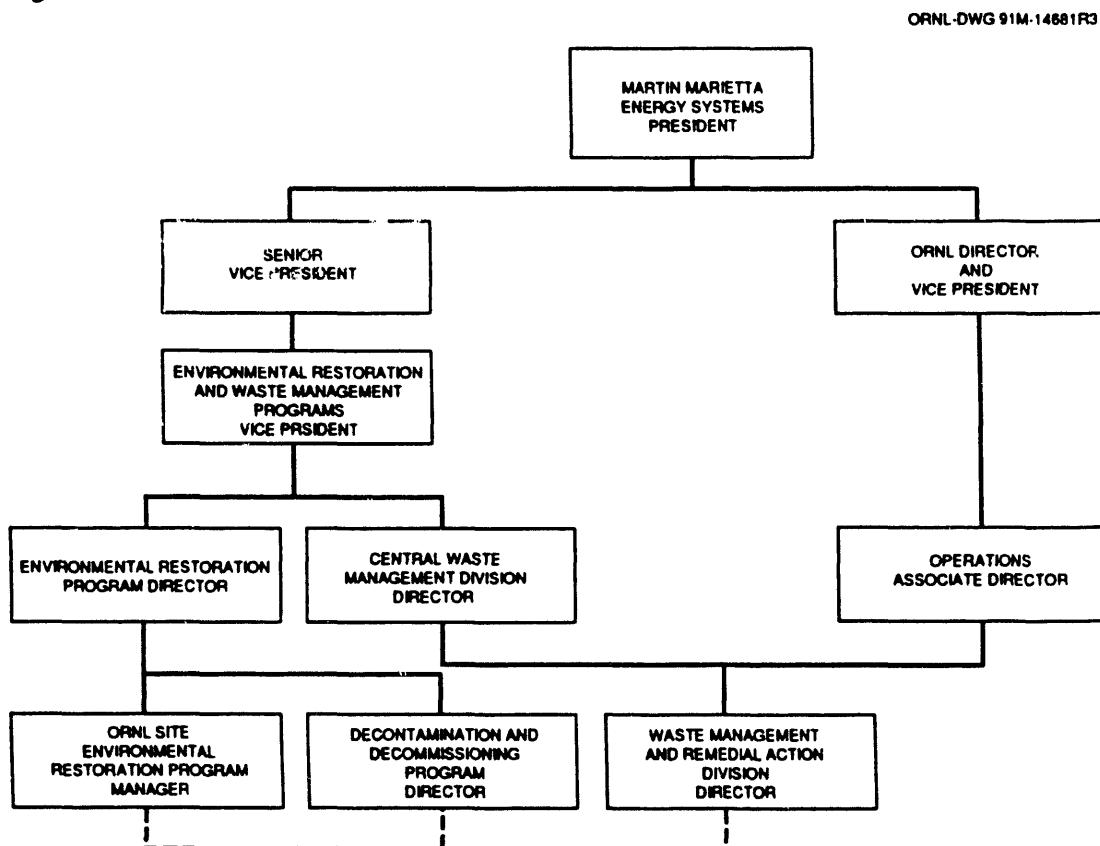 ORNL-DWG 91M-14681R3
MARTIN MARIETTA
ENERGY SYSTEMS
PRESIDENT
SENIOR
VICE PRESIDENT
ORNL DIRECTOR
AND
VICE PRESIDENT
ENVIRONMENTAL RESTORATION
AND WASTE MANAGEMENT
PROGRAMS
VICE PRSIDENT
ENVIRONMENTAL RESTORATION
PROGRAM DIRECTOR
CENTRAL WASTE
MANAGEMENT DIVISION
DIRECTOR
OPERATIONS
ASSOCIATE DIRECTOR
ORNL SITE
ENVIRONMENTAL
RESTORATION PROGRAM
MANAGER
DECONTAMINATION AND
DECOMMISSIONING
PROGRAM
DIRECTOR
WASTE MANAGEMENT
AND REMEDIAL ACTION
DIVISION
DIRECTOR